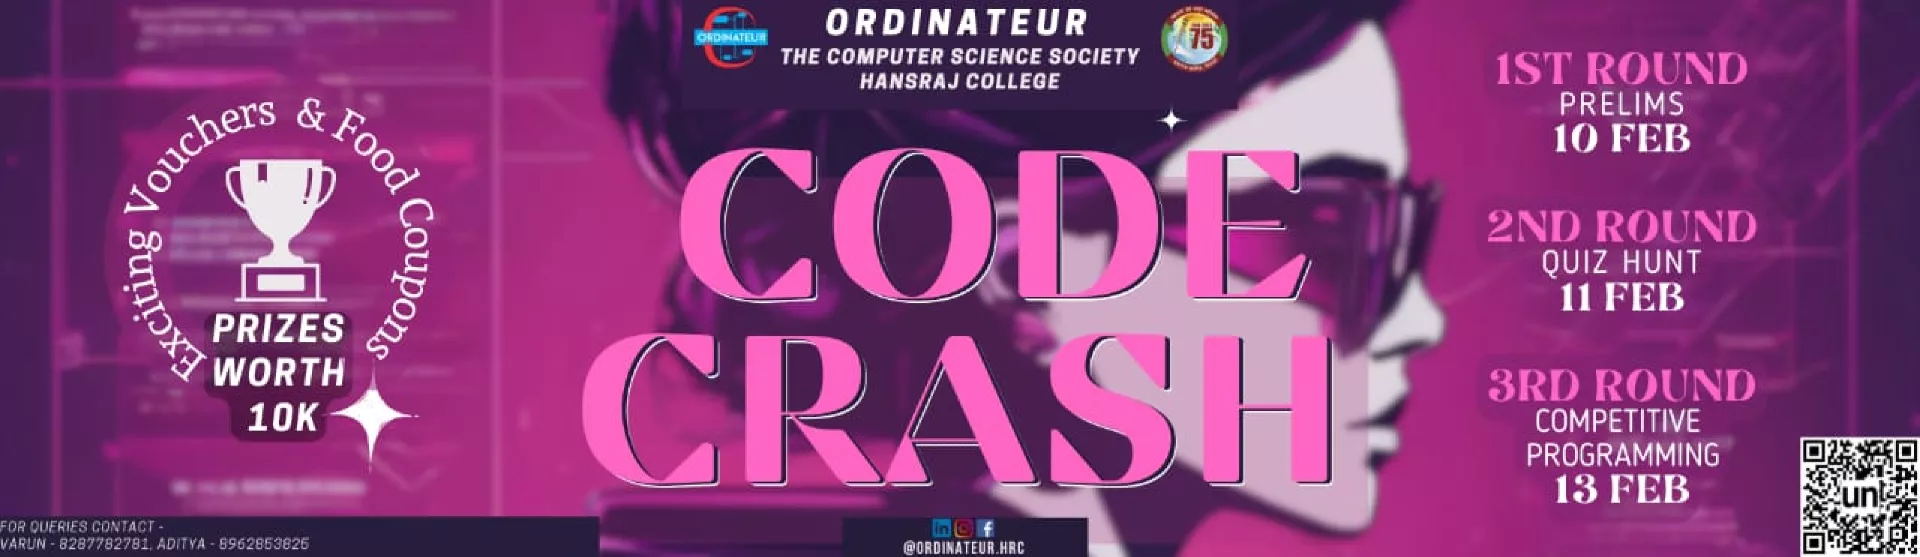 ORDINATEUR
ORDINATEUR
THE COMPUTER SCIENCE SOCIETY
HANSRAJ COLLEGE
75
Exciting Vouchers & Food Coupons
PRIZES
WORTH
10K
CODE
CRASH
1ST ROUND
PRELIMS
10 FEB
2ND ROUND
QUIZ HUNT
11 FEB
3RD ROUND
COMPETITIVE
PROGRAMMING
13 FEB
un
FOR QUERIES CONTACT -
VARUN - 8287782781, ADITYA - 8962853825
@ORDINATEUR.HRC